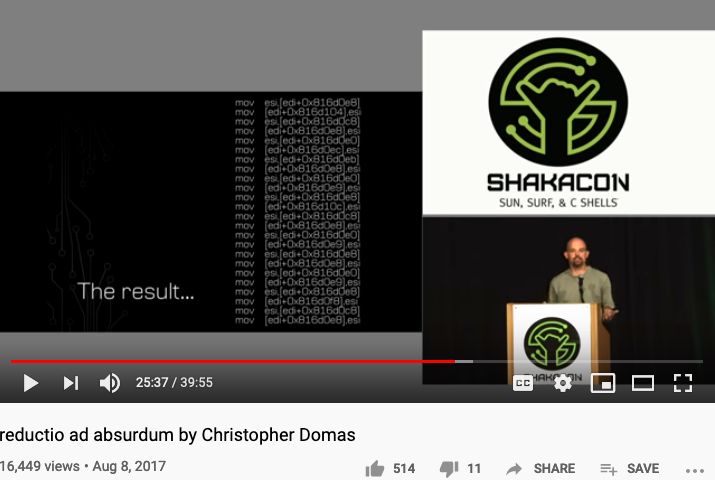 mov esi,[edi+0x816d0e8]
mov [edi+0x816d104],esi
mov esi,[edi+0x816d0c8]
mov [edi+0x816d0e8],esi
mov esi,[edi+0x816d0e0]
mov [edi+0x816d0ec],esi
mov esi,[edi+0x816d0eb]
mov [edi+0x816d0e8],esi
mov esi,[edi+0x816d0e0]
mov [edi+0x816d0e9],esi
mov esi,[edi+0x816d0e8]
mov [edi+0x816d10c],esi
mov esi,[edi+0x816d0c8]
mov [edi+0x816d0e8],esi
mov esi,[edi+0x816d0e0]
mov [edi+0x816d0e9],esi
mov esi,[edi+0x816d0e8]
mov [edi+0x816d0e8],esi
mov esi,[edi+0x816d0e0]
mov [edi+0x816d0e9],esi
mov esi,[edi+0x816d0e8]
mov [edi+0x816d0f8],esi
mov esi,[edi+0x816d0c8]
mov [edi+0x816d0e8],esi
The result...
SHAKACON
SUN, SURF, & C SHELLS
SHAKACON
25:37 / 39:55
CC
reductio ad absurdum by Christopher Domas
16,449 views • Aug 8, 2017
514
11
SHARE
SAVE